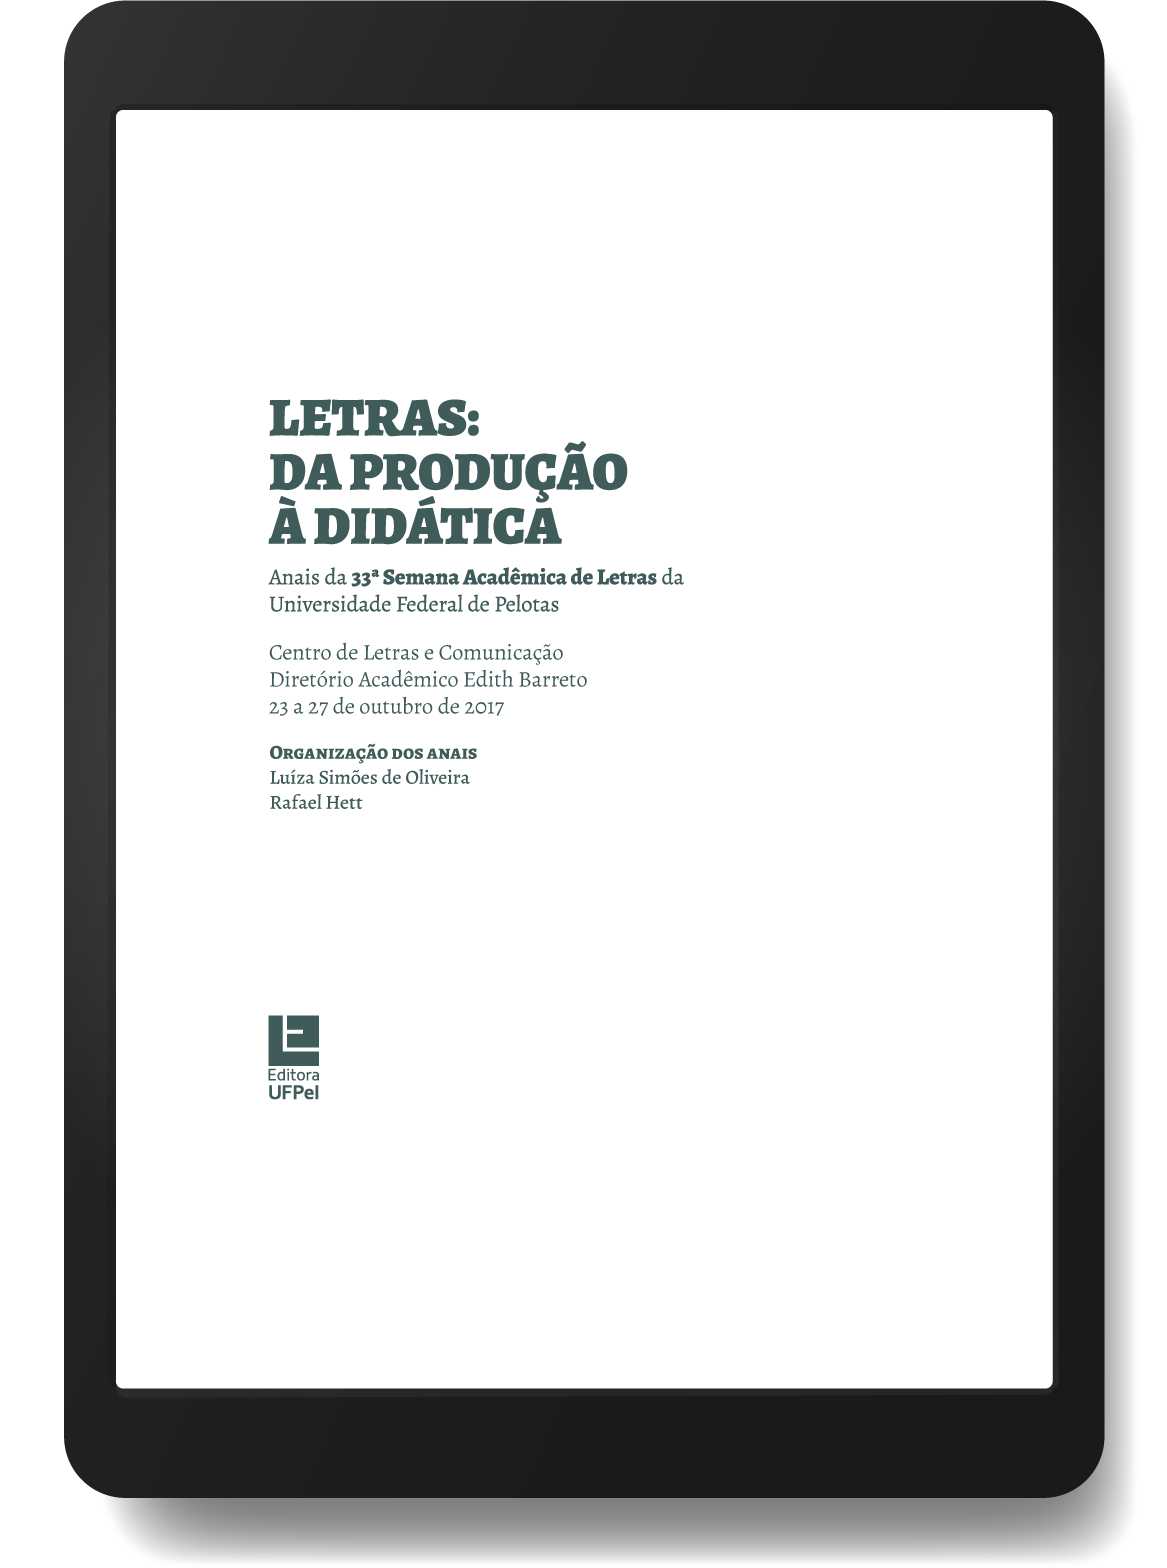 LETRAS:
DA PRODUÇÃO
À DIDÁTICA
Anais da 33ª Semana Acadêmica de Letras da
Universidade Federal de Pelotas
Centro de Letras e Comunicação
Diretório Acadêmico Edith Barreto
23 a 27 de outubro de 2017
Organização dos anais
Luíza Simões de Oliveira
Rafael Hett
Editora
UFPel